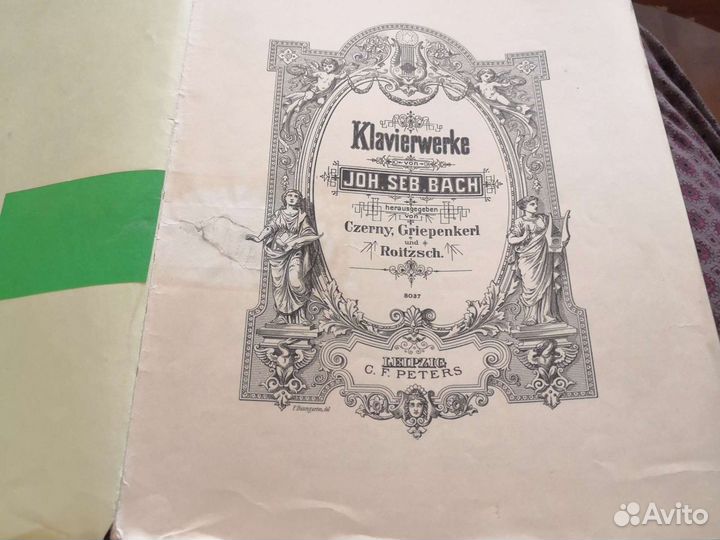 Klavierwerke
von
JOH. SEB. BACH
herausgegeben
von
Czerny, Griepenkerl
und
Roitzsch.
8037
LEIPZIG
C. F. PETERS
Avito